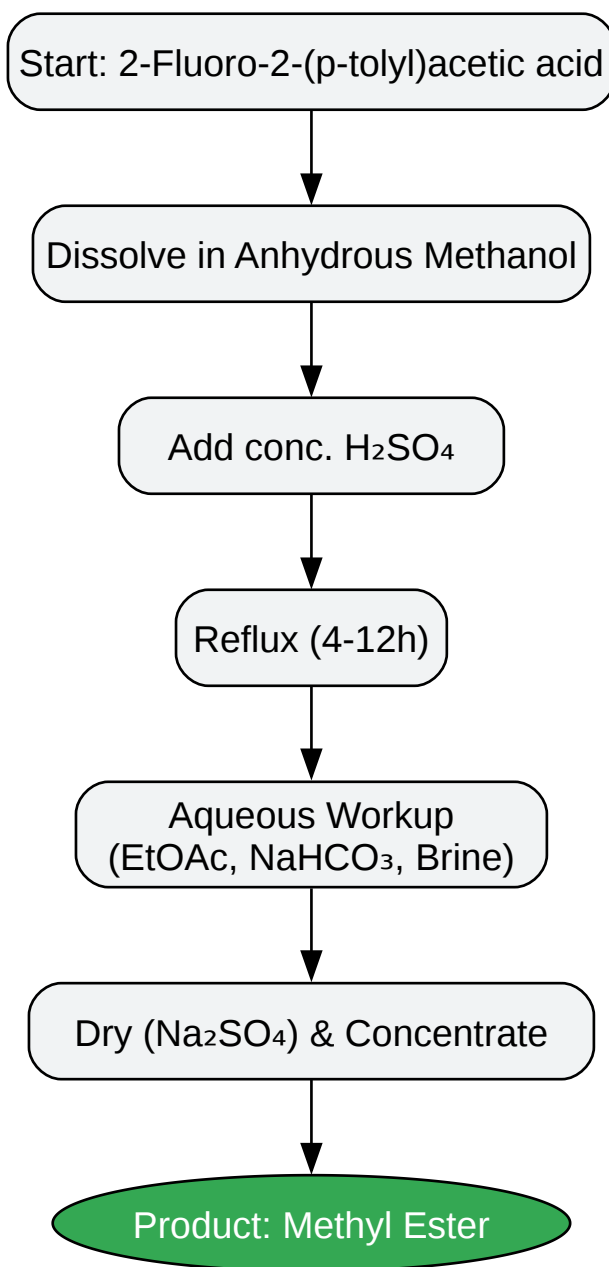 Start: 2-Fluoro-2-(p-tolyl)acetic acid
Dissolve in Anhydrous Methanol
Add conc. H₂SO₄
Reflux (4-12h)
Aqueous Workup
(EtOAc, NaHCO₃, Brine)
Dry (Na₂SO₄) & Concentrate
Product: Methyl Ester